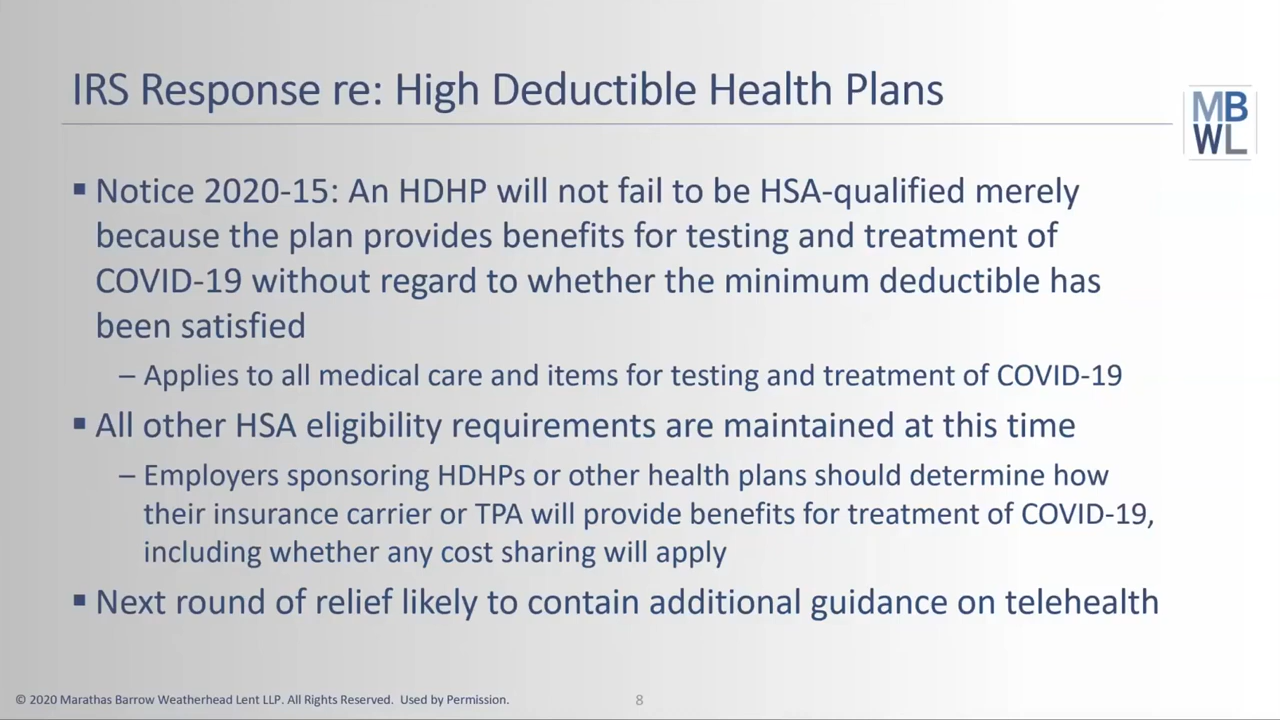 IRS Response re: High Deductible Health Plans
MB
WL
▪ Notice 2020-15: An HDHP will not fail to be HSA-qualified merely
because the plan provides benefits for testing and treatment of
COVID-19 without regard to whether the minimum deductible has
been satisfied
– Applies to all medical care and items for testing and treatment of COVID-19
▪ All other HSA eligibility requirements are maintained at this time
– Employers sponsoring HDHPs or other health plans should determine how
their insurance carrier or TPA will provide benefits for treatment of COVID-19,
including whether any cost sharing will apply
▪ Next round of relief likely to contain additional guidance on telehealth
© 2020 Marathas Barrow Weatherhead Lent LLP. All Rights Reserved. Used by Permission.
8